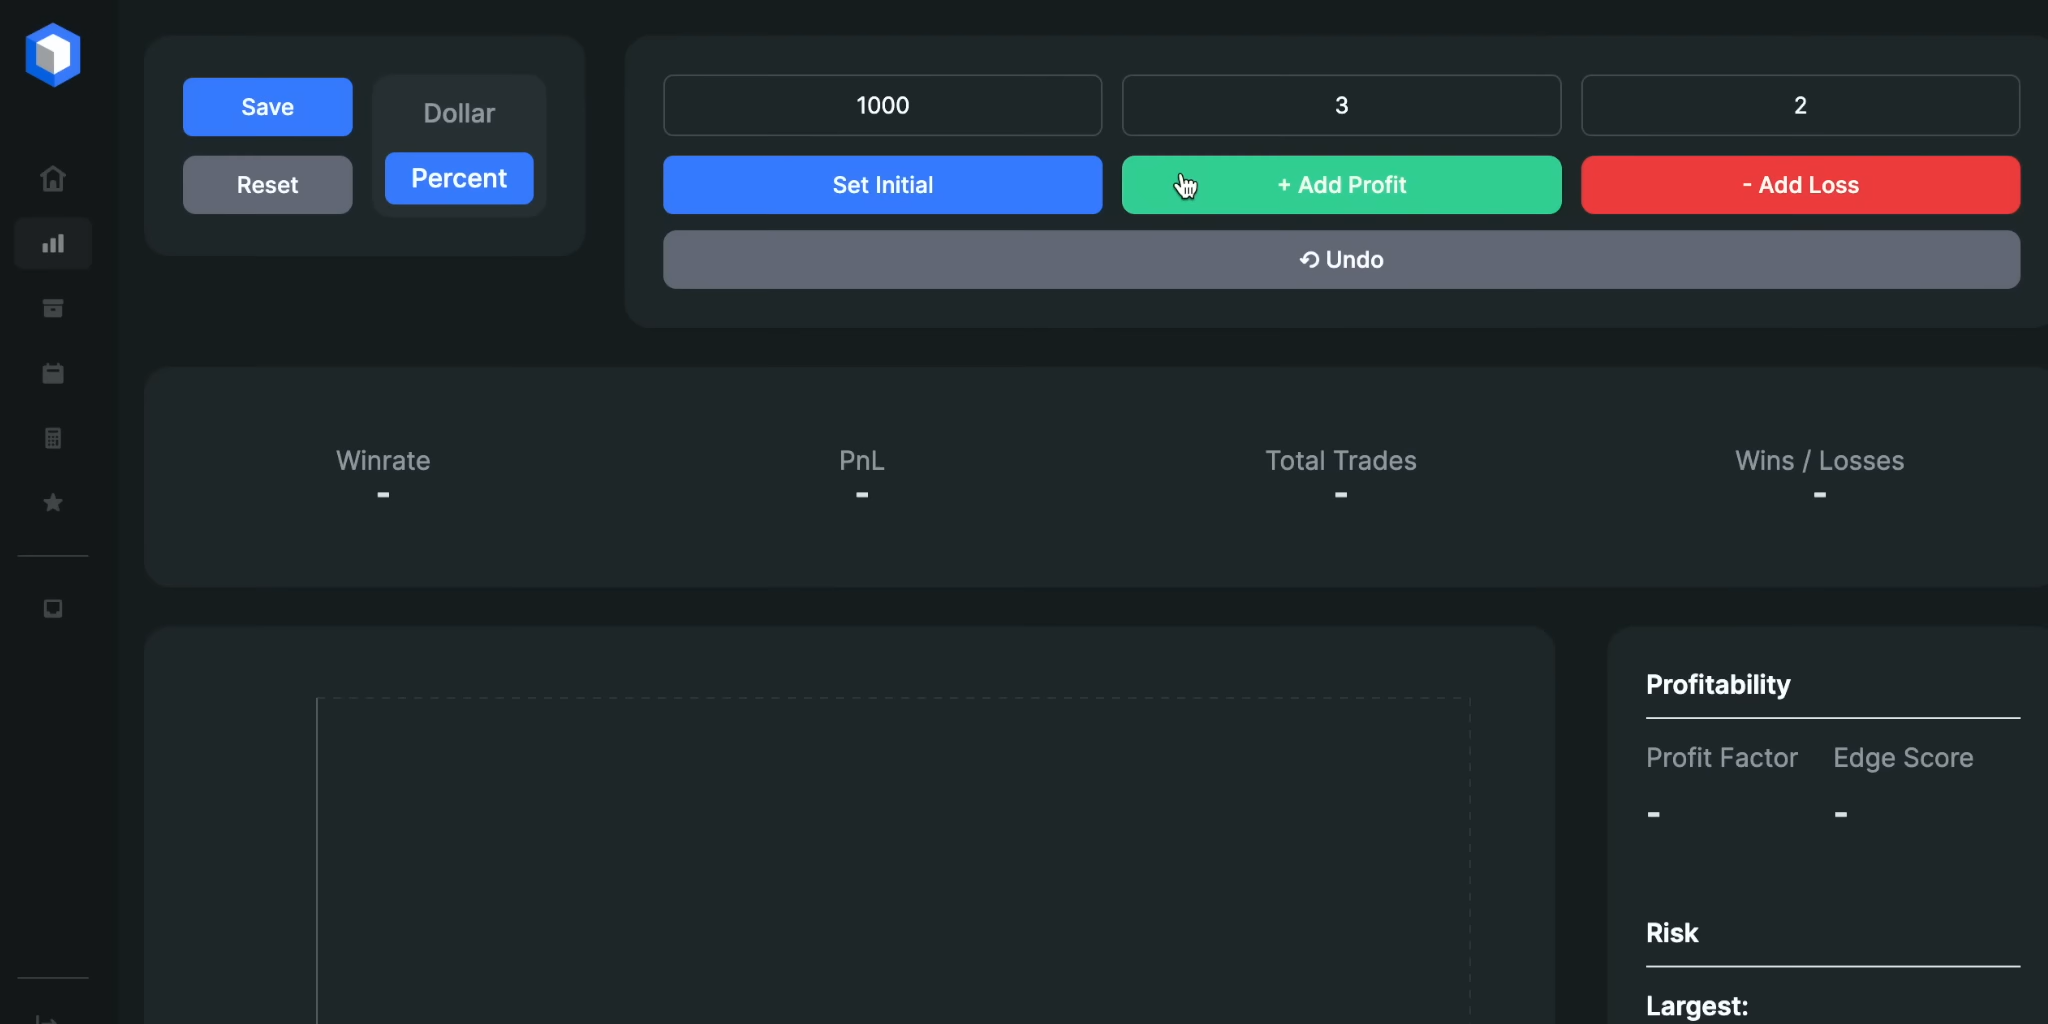 Save
Reset
Dollar
Percent
1000
3
2
Set Initial
+ Add Profit
- Add Loss
⟲ Undo
Winrate
-
PnL
-
Total Trades
-
Wins / Losses
-
Profitability
Profit Factor
Edge Score
-
-
Risk
Largest: